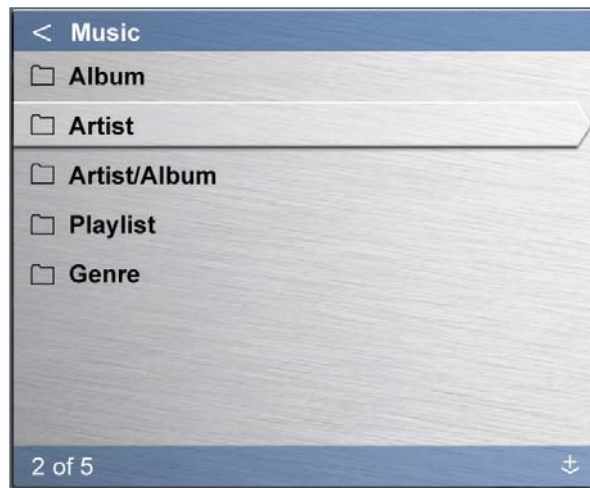 < Music
Album
Artist
Artist/Album
Playlist
Genre
2 of 5